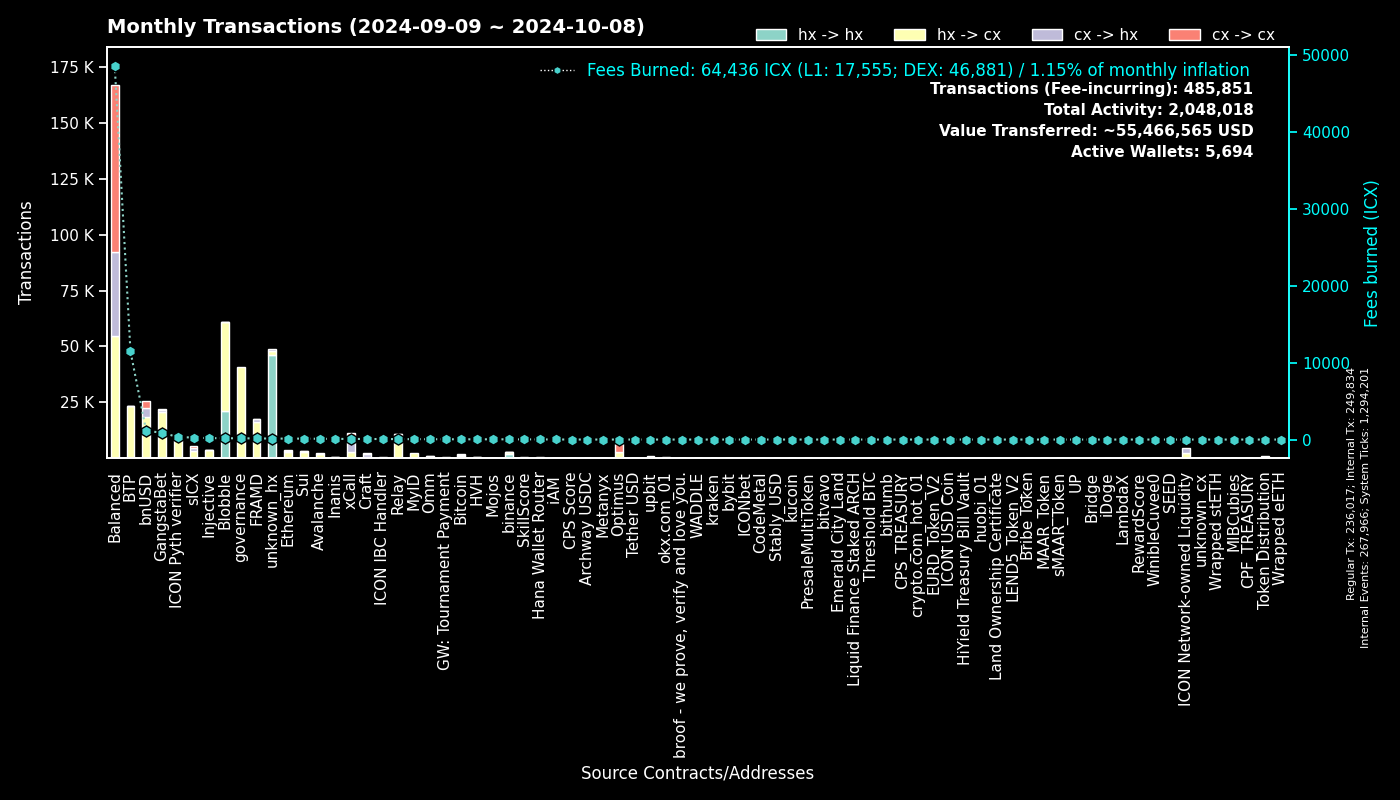 Monthly Transactions (2024-09-09 ~ 2024-10-08)
hx -> hx
hx -> cx
cx -> hx
cx -> cx
Fees Burned: 64,436 ICX (L1: 17,555; DEX: 46,881) / 1.15% of monthly inflation
Transactions (Fee-incurring): 485,851
Total Activity: 2,048,018
Value Transferred: ~55,466,565 USD
Active Wallets: 5,694
Transactions
175 K
150 K
125 K
100 K
75 K
50 K
25 K
50000
40000
30000
20000
10000
0
Fees burned (ICX)
Regular Tx: 236,017; Internal Tx: 249,834
Internal Events: 267,966; System Ticks: 1,294,201
Balanced
BTP
bnUSD
GangstaBet
ICON Pyth verifier
sICX
Injective
Blobble
governance
FRAMD
unknown_hx
Ethereum
Sui
Avalanche
Inanis
xCall
Craft
ICON IBC Handler
Relay
MyID
Omm
GW: Tournament Payment
Bitcoin
HVH
Mojos
binance
SkillScore
Hana Wallet Router
iAM
CPS Score
Archway_USDC
Metanyx
Optimus
Tether_USD
upbit
okx.com_01
broof - we prove, verify and love you.
WADDLE
kraken
bybit
ICONbet
CodeMetal
Stably_USD
kucoin
PresaleMultiToken
bitvavo
Emerald City Land
Liquid Finance Staked ARCH
Threshold BTC
bithumb
CPS_TREASURY
crypto.com_hot_01
EURD_Token_V2
ICON_USD_Coin
HiYield Treasury Bill Vault
huobi_01
Land Ownership Certificate
LEND5_Token_V2
Bribe_Token
MAAR_Token
sMAAR_Token
UP
Bridge
iDoge
LambdaX
RewardScore
WinibleCuvee0
SEED
ICON Network-owned Liquidity
unknown_cx
Wrapped stETH
MIBCubies
CPF_TREASURY
Token Distribution
Wrapped eETH
Source Contracts/Addresses